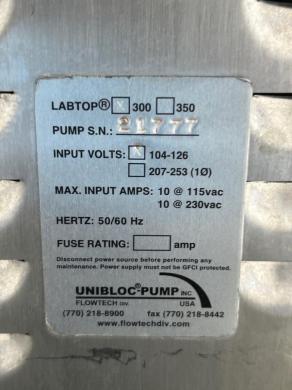 LABTOP® [X] 300 [ ] 350
PUMP S.N.: 21777
INPUT VOLTS: [X] 104-126
[ ] 207-253 (1Ø)
MAX. INPUT AMPS: 10 @ 115vac
10 @ 230vac
HERTZ: 50/60 Hz
FUSE RATING: [ ] amp
Disconnect power source before performing any
maintenance. Power supply must not be GFCI protected.
UNIBLOC®-PUMP INC
FLOWTECH DIV. USA
(770) 218-8900 fax (770) 218-8442
www.flowtechdiv.com